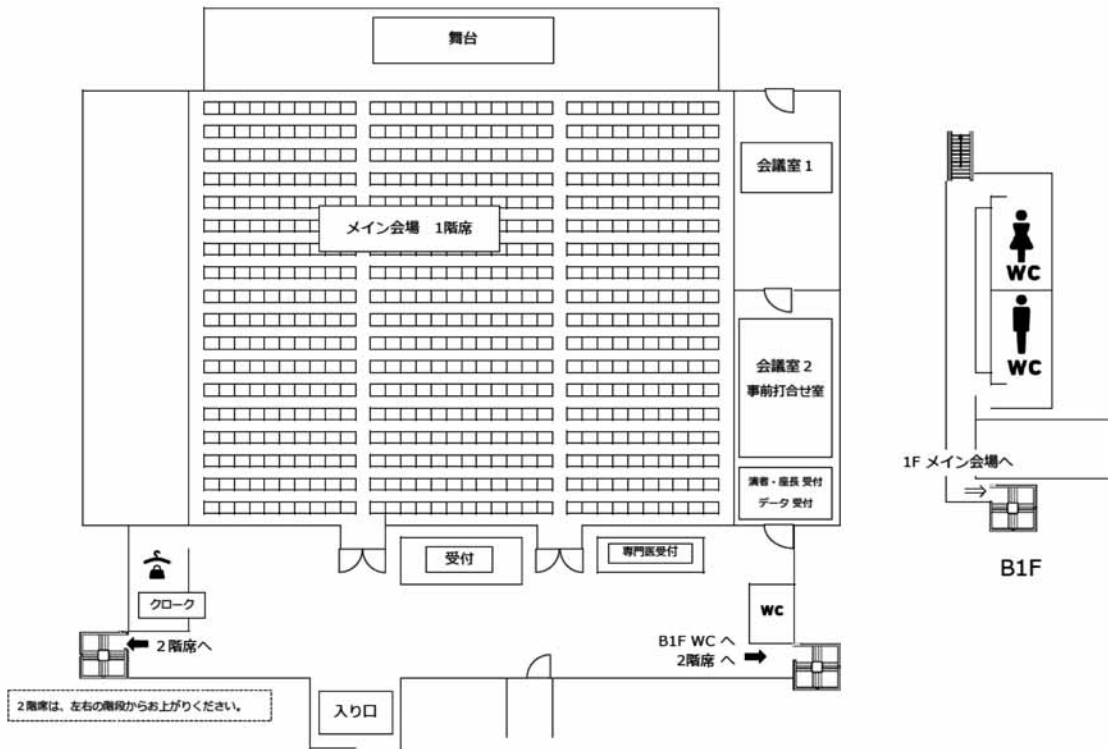 舞台
会議室 1
メイン会場　1階席
WC
会議室 2
事前打合せ室
WC
1F メイン会場へ
演者・座長 受付
データ 受付
受付
専門医受付
B1F
クローク
WC
2階席へ
B1F WC へ
2階席 へ
2階席は、左右の階段からお上がりください。
入り口